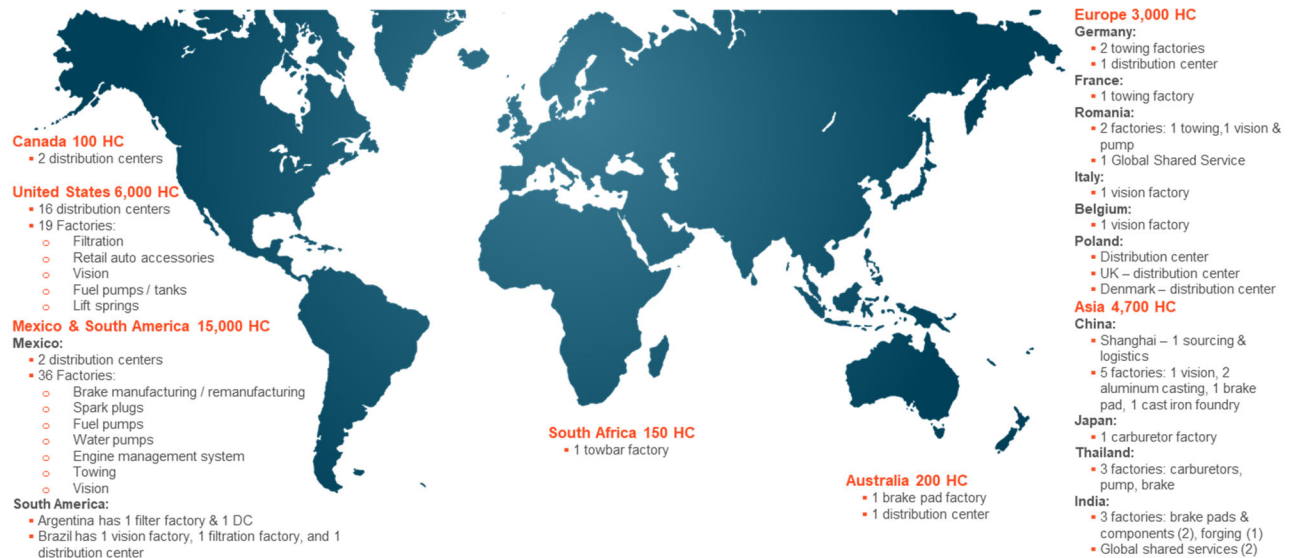 Canada 100 HC
▪ 2 distribution centers
United States 6,000 HC
▪ 16 distribution centers
▪ 19 Factories:
o Filtration
o Retail auto accessories
o Vision
o Fuel pumps / tanks
o Lift springs
Mexico & South America 15,000 HC
Mexico:
▪ 2 distribution centers
▪ 36 Factories:
o Brake manufacturing / remanufacturing
o Spark plugs
o Fuel pumps
o Water pumps
o Engine management system
o Towing
o Vision
South America:
▪ Argentina has 1 filter factory & 1 DC
▪ Brazil has 1 vision factory, 1 filtration factory, and 1
distribution center
South Africa 150 HC
▪ 1 towbar factory
Australia 200 HC
▪ 1 brake pad factory
▪ 1 distribution center
Europe 3,000 HC
Germany:
▪ 2 towing factories
▪ 1 distribution center
France:
▪ 1 towing factory
Romania:
▪ 2 factories: 1 towing,1 vision &
pump
▪ 1 Global Shared Service
Italy:
▪ 1 vision factory
Belgium:
▪ 1 vision factory
Poland:
▪ Distribution center
▪ UK – distribution center
▪ Denmark – distribution center
Asia 4,700 HC
China:
▪ Shanghai – 1 sourcing &
logistics
▪ 5 factories: 1 vision, 2
aluminum casting, 1 brake
pad, 1 cast iron foundry
Japan:
▪ 1 carburetor factory
Thailand:
▪ 3 factories: carburetors,
pump, brake
India:
▪ 3 factories: brake pads &
components (2), forging (1)
▪ Global shared services (2)